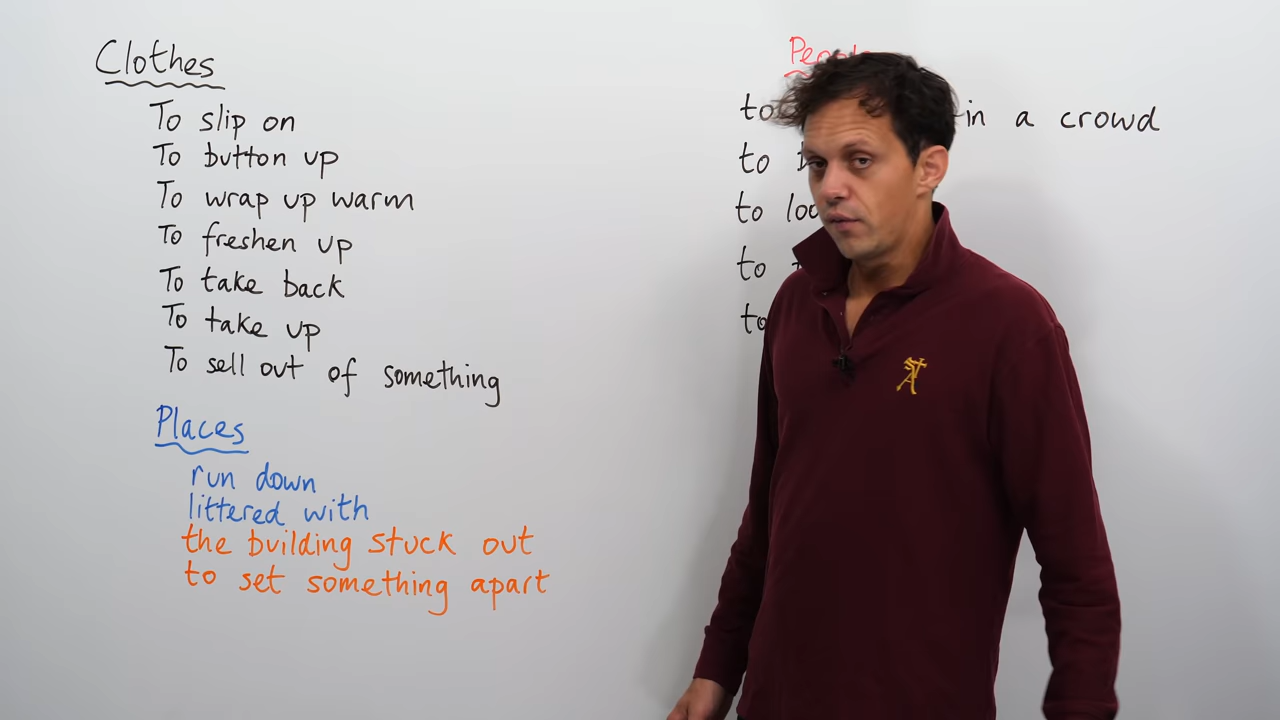 Clothes
To slip on
To button up
To wrap up warm
To freshen up
To take back
To take up
To sell out of something
Places
run down
littered with
the building stuck out
to set something apart
to in a crowd
to
to
to
to